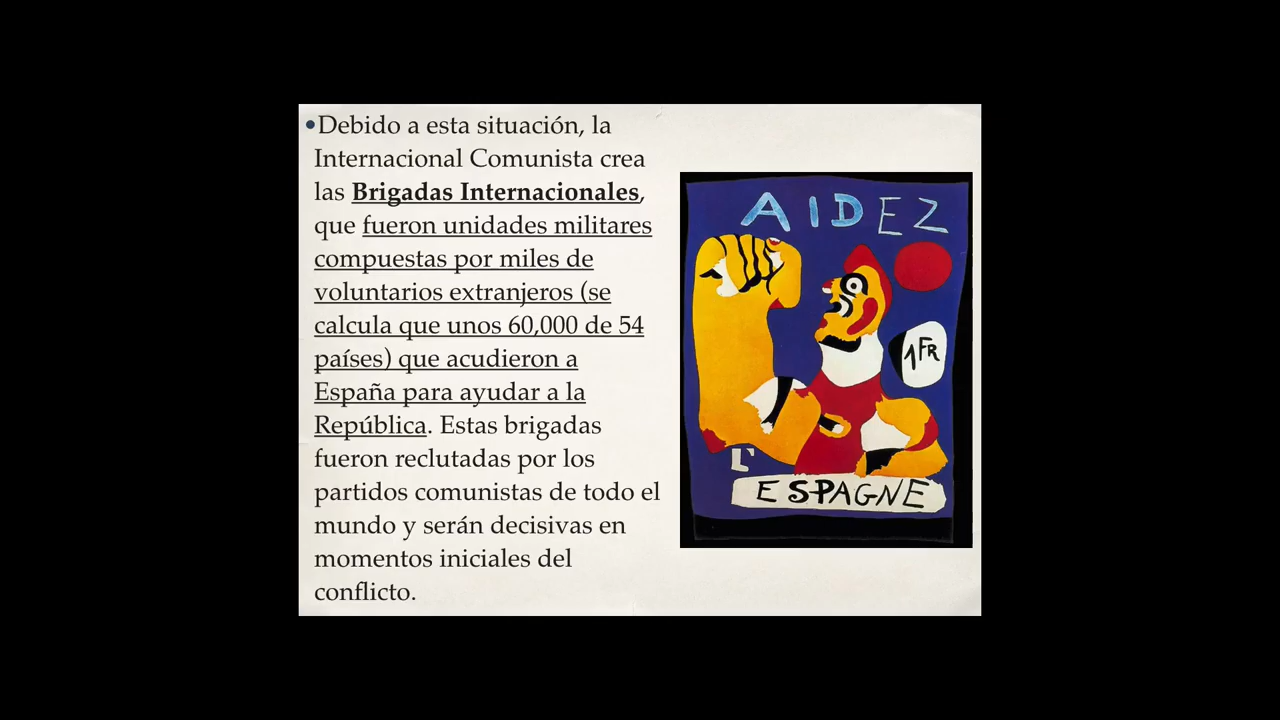 •Debido a esta situación, la
Internacional Comunista crea
las Brigadas Internacionales,
que fueron unidades militares
compuestas por miles de
voluntarios extranjeros (se
calcula que unos 60,000 de 54
países) que acudieron a
España para ayudar a la
República. Estas brigadas
fueron reclutadas por los
partidos comunistas de todo el
mundo y serán decisivas en
momentos iniciales del
conflicto.
AIDEZ
1FR
L'
ESPAGNE